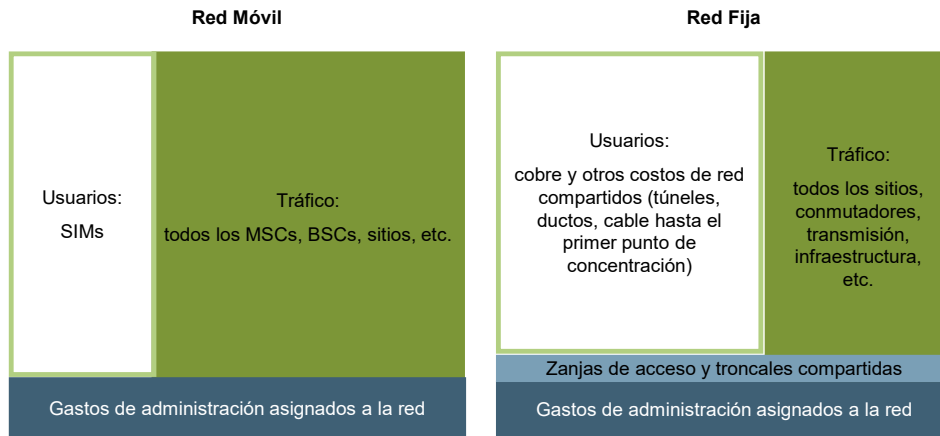 Red Móvil
Usuarios:
SIMs
Tráfico:
todos los MSCs, BSCs, sitios, etc.
Gastos de administración asignados a la red
Red Fija
Usuarios:
cobre y otros costos de red
compartidos (túneles,
ductos, cable hasta el
primer punto de
concentración)
Tráfico:
todos los sitios,
conmutadores,
transmisión,
infraestructura,
etc.
Zanjas de acceso y troncales compartidas
Gastos de administración asignados a la red